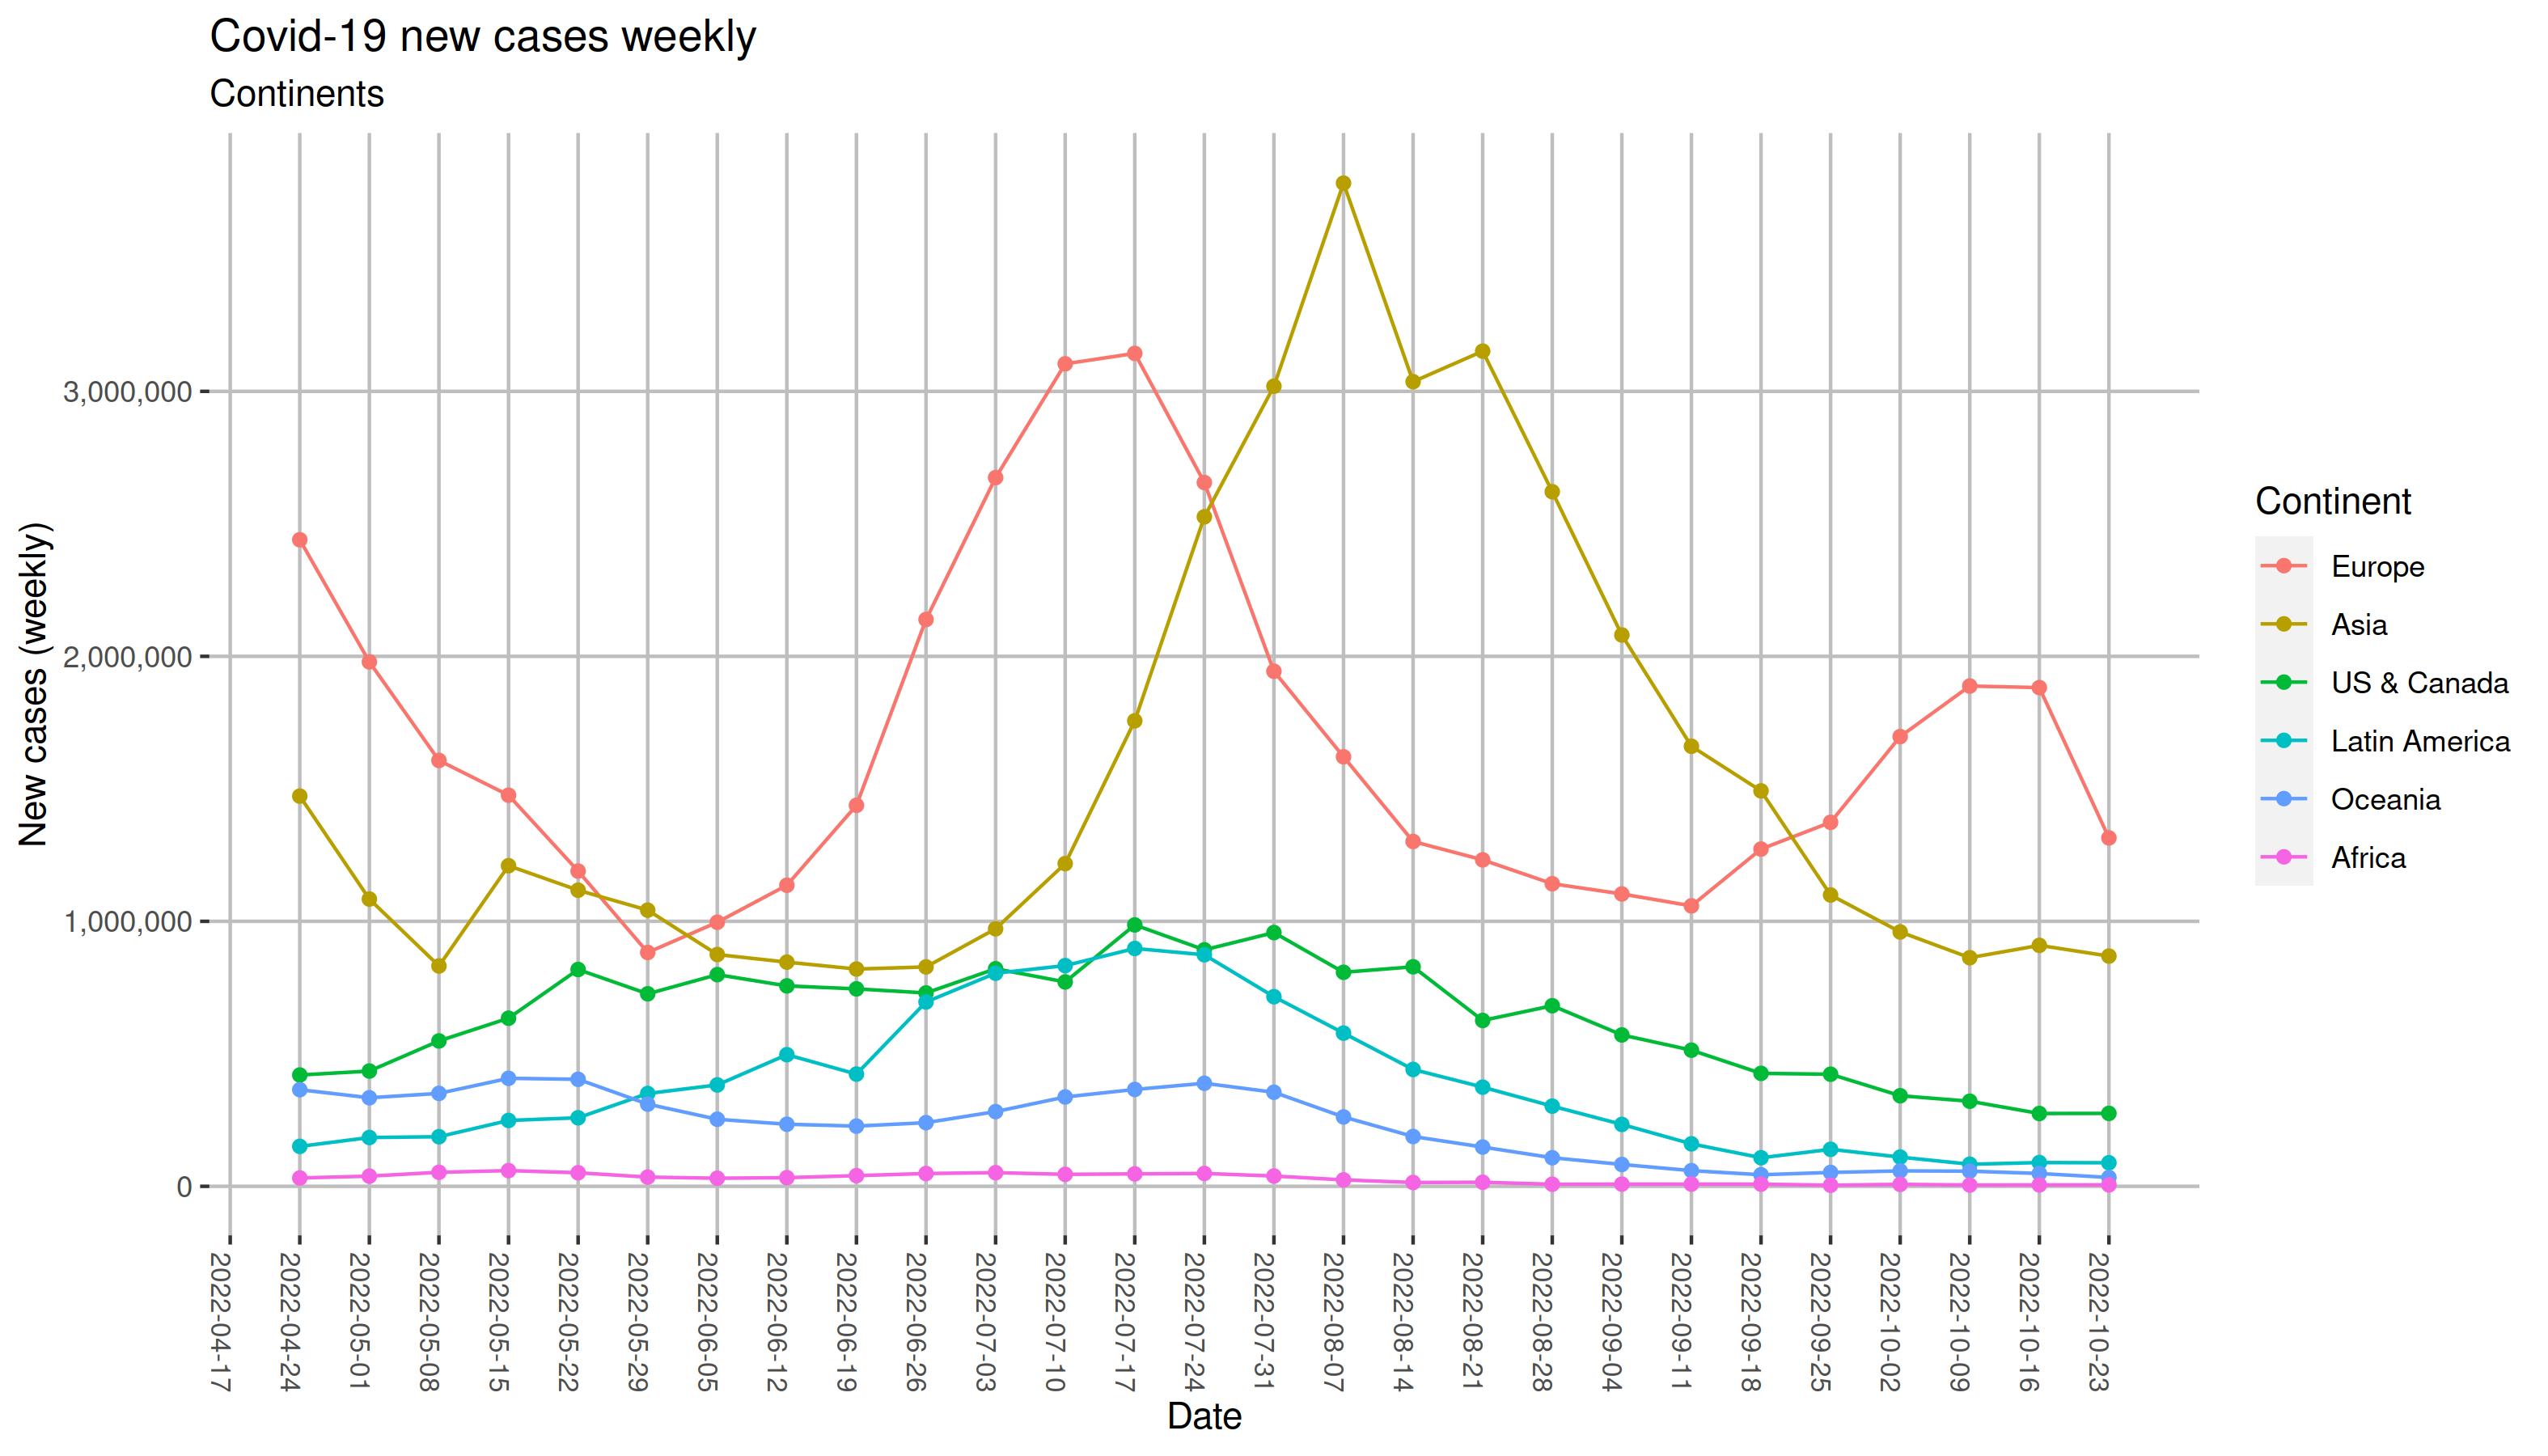 Covid-19 new cases weekly
Continents
New cases (weekly)
3,000,000
2,000,000
1,000,000
0
2022-04-17
2022-04-24
2022-05-01
2022-05-08
2022-05-15
2022-05-22
2022-05-29
2022-06-05
2022-06-12
2022-06-19
2022-06-26
2022-07-03
2022-07-10
2022-07-17
2022-07-24
2022-07-31
2022-08-07
2022-08-14
2022-08-21
2022-08-28
2022-09-04
2022-09-11
2022-09-18
2022-09-25
2022-10-02
2022-10-09
2022-10-16
2022-10-23
Date
Continent
Europe
Asia
US & Canada
Latin America
Oceania
Africa